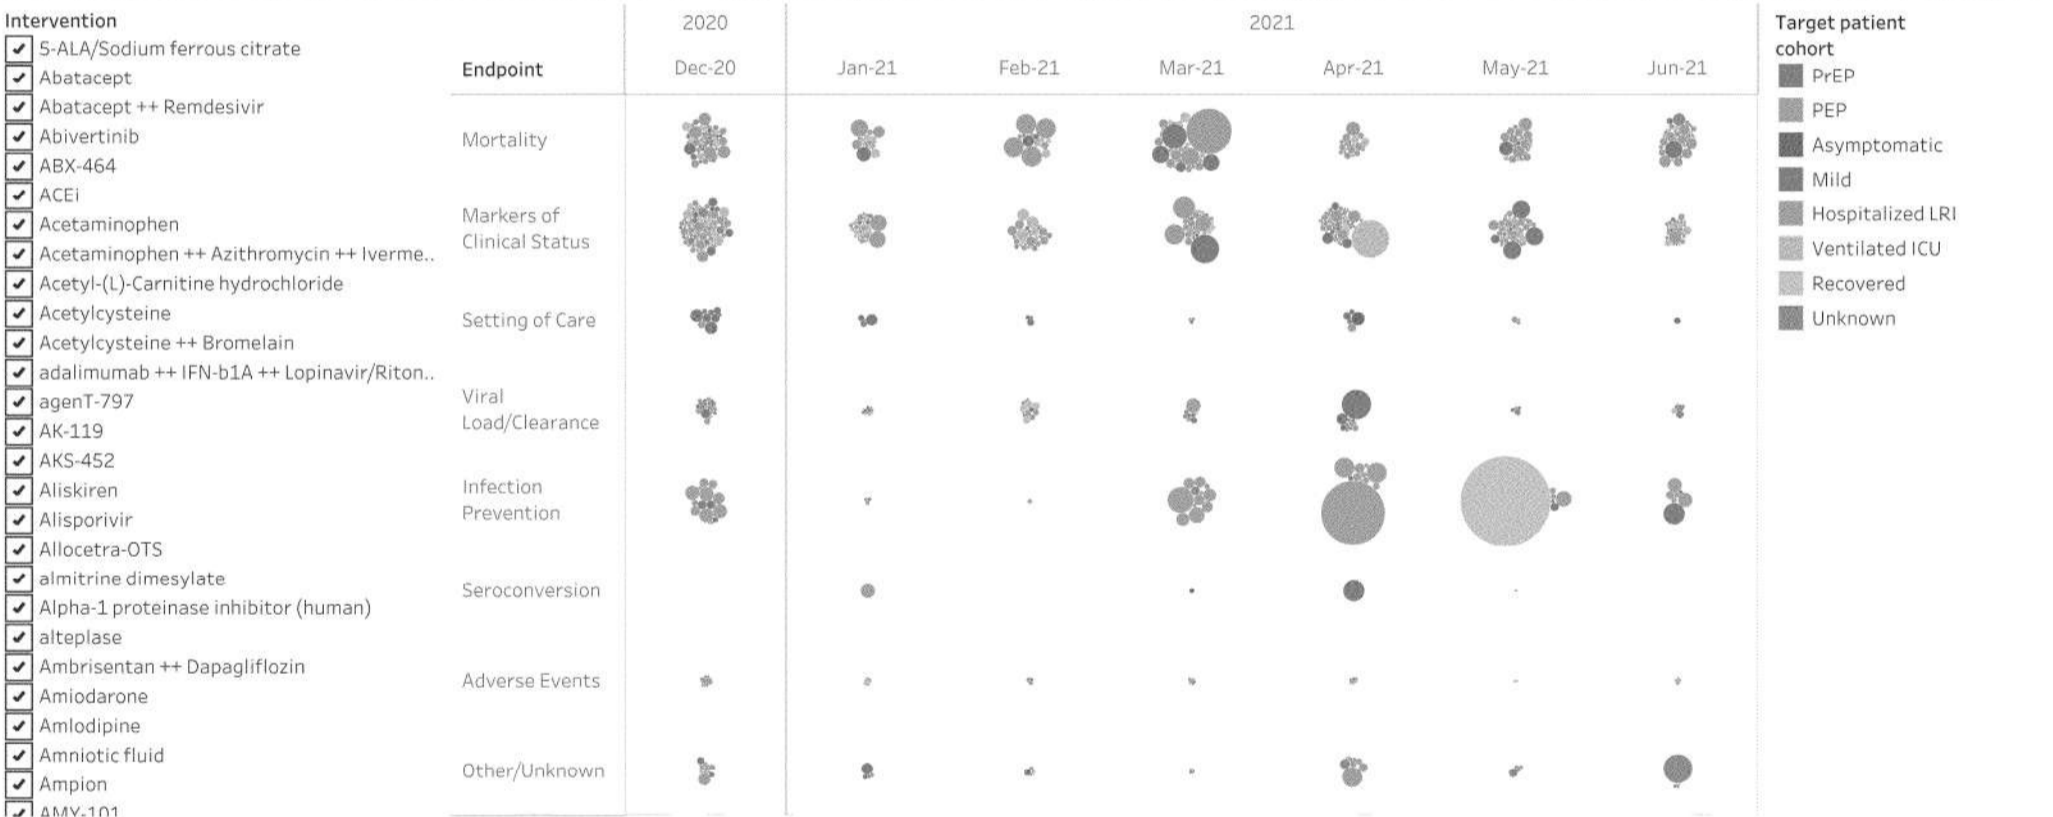 Intervention
5-ALA/Sodium ferrous citrate
Abatacept
Abatacept ++ Remdesivir
Abivertinib
ABX-464
ACEi
Acetaminophen
Acetaminophen ++ Azithromycin ++ Iverme..
Acetyl-(L)-Carnitine hydrochloride
Acetylcysteine
Acetylcysteine ++ Bromelain
adalimumab ++ IFN-b1A ++ Lopinavir/Riton..
agenT-797
AK-119
AKS-452
Aliskiren
Alisporivir
Allocetra-OTS
almitrine dimesylate
Alpha-1 proteinase inhibitor (human)
alteplase
Ambrisentan ++ Dapagliflozin
Amiodarone
Amlodipine
Amniotic fluid
Ampion
AMY-101
2020
2021
Endpoint
Dec-20
Jan-21
Feb-21
Mar-21
Apr-21
May-21
Jun-21
Mortality
Markers of
Clinical Status
Setting of Care
Viral
Load/Clearance
Infection
Prevention
Seroconversion
Adverse Events
Other/Unknown
Target patient
cohort
PrEP
PEP
Asymptomatic
Mild
Hospitalized LRI
Ventilated ICU
Recovered
Unknown